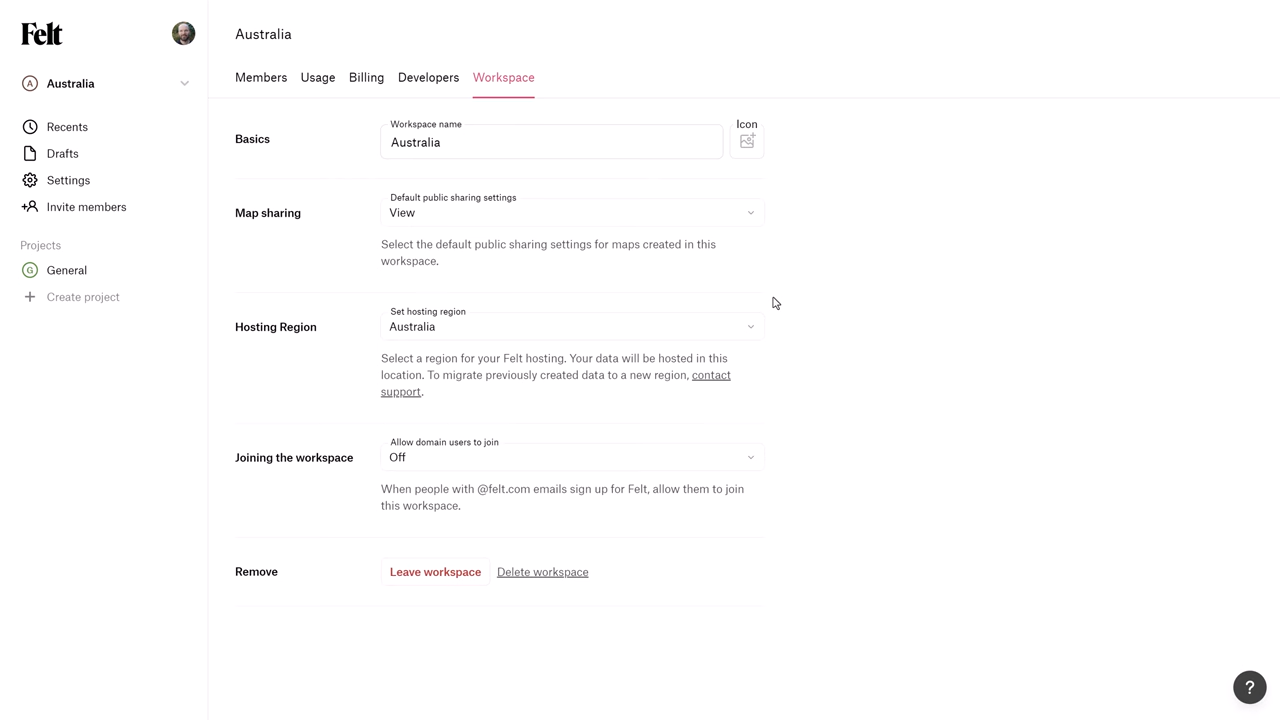 Felt
A
Australia
Recents
Drafts
Settings
Invite members
Projects
G
General
Create project
Australia
Members
Usage
Billing
Developers
Workspace
Basics
Workspace name
Australia
Icon
Map sharing
Default public sharing settings
View
Select the default public sharing settings for maps created in this
workspace.
Hosting Region
Set hosting region
Australia
Select a region for your Felt hosting. Your data will be hosted in this
location. To migrate previously created data to a new region, contact
support.
Joining the workspace
Allow domain users to join
Off
When people with @felt.com emails sign up for Felt, allow them to join
this workspace.
Remove
Leave workspace
Delete workspace
?